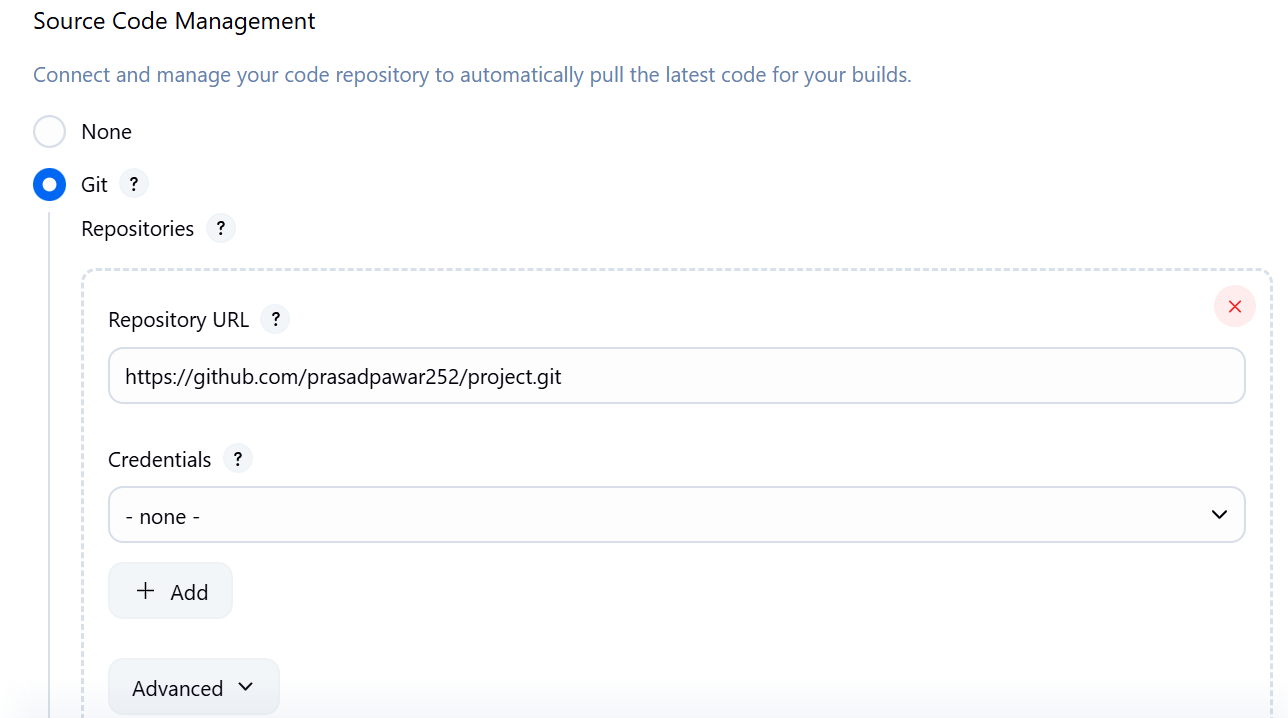 Source Code Management
Connect and manage your code repository to automatically pull the latest code for your builds.
None
Git ?
Repositories ?
Repository URL ?
https://github.com/prasadpawar252/project.git
Credentials ?
- none -
+ Add
Advanced